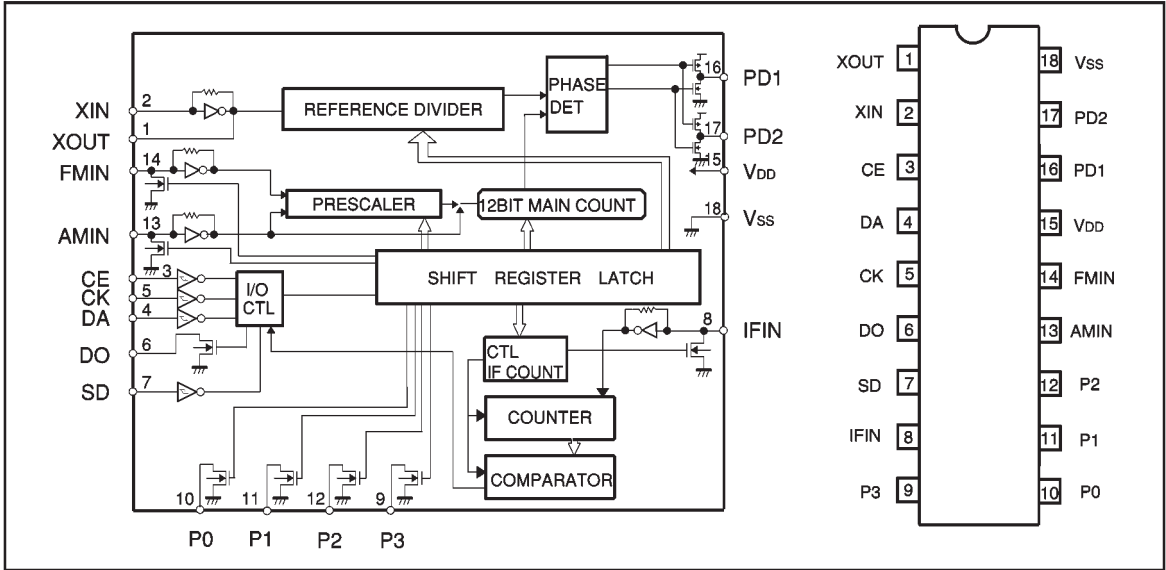 XIN 2
XOUT 1
FMIN 14
AMIN 13
CE 3
CK 5
DA 4
DO 6
SD 7
REFERENCE DIVIDER
PHASE
DET
PRESCALER
12BIT MAIN COUNT
SHIFT REGISTER LATCH
I/O
CTL
CTL
IF COUNT
COUNTER
COMPARATOR
16 PD1
17 PD2
15 VDD
18 VSS
8 IFIN
10 11 12 9
P0 P1 P2 P3
XOUT 1 18 VSS
XIN 2 17 PD2
CE 3 16 PD1
DA 4 15 VDD
CK 5 14 FMIN
DO 6 13 AMIN
SD 7 12 P2
IFIN 8 11 P1
P3 9 10 P0